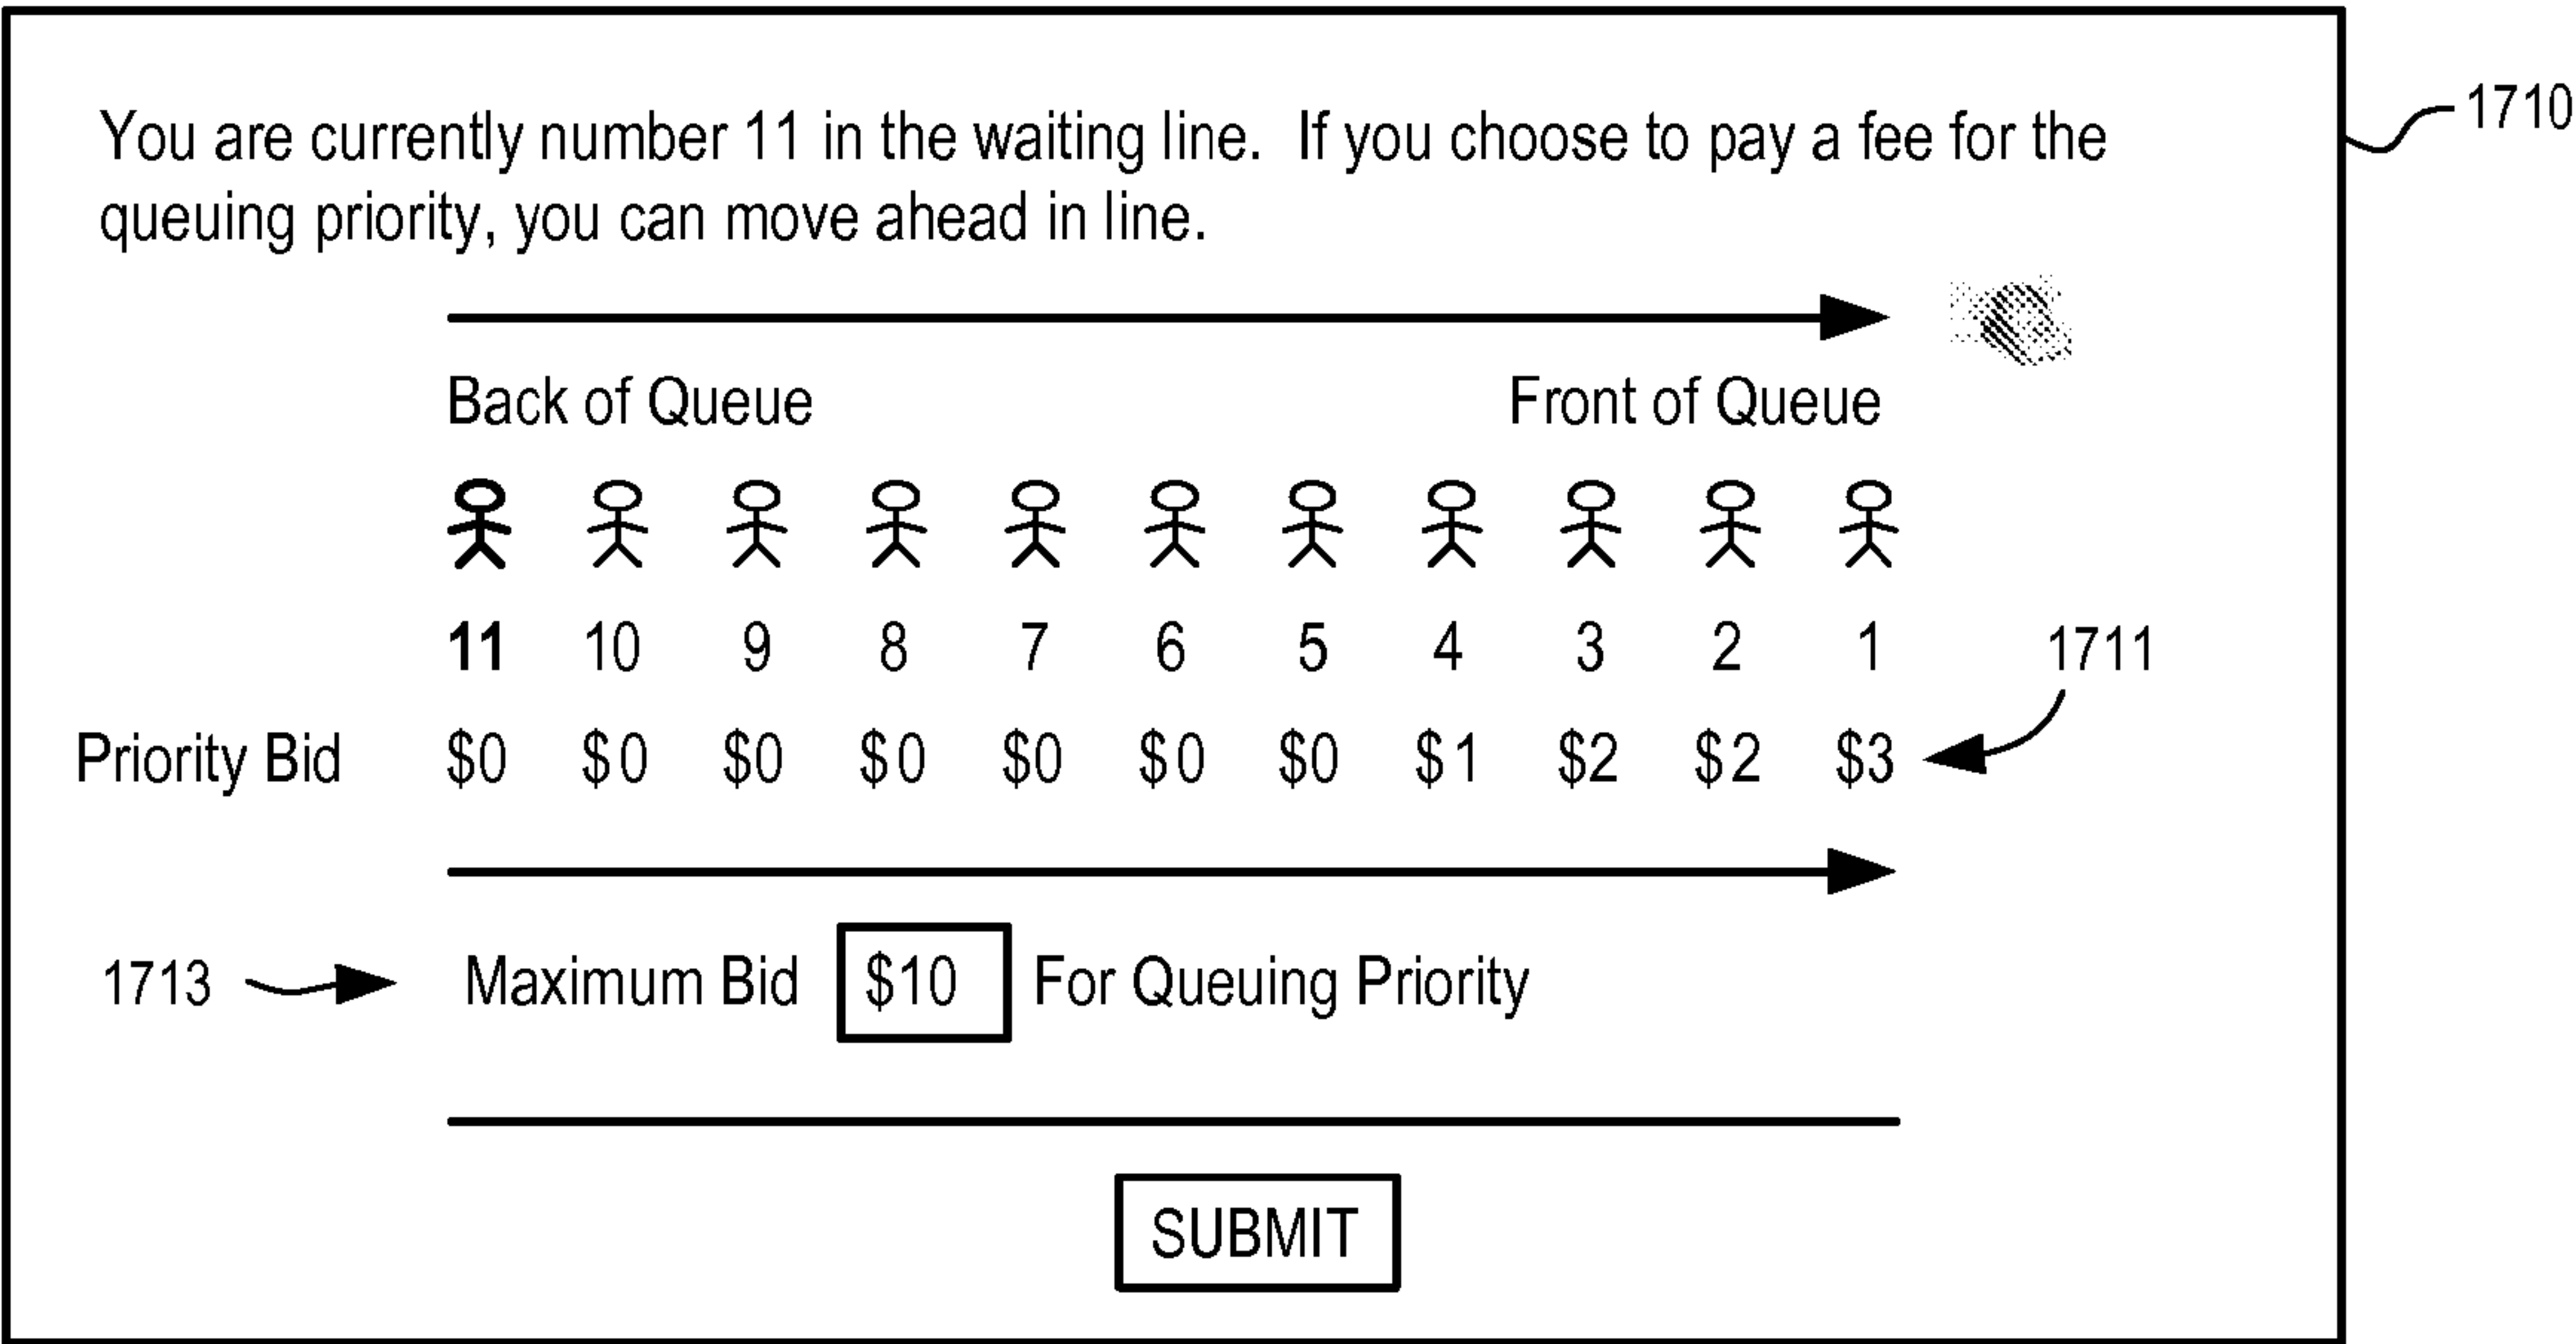 You are currently number 11 in the waiting line. If you choose to pay a fee for the
1710
queuing priority, you can move ahead in line.
Back of Queue Front of Queue
11 10 9 8 7 6 5 4 3 2 1 1711
Priority Bid $0 $0 $0 $0 $0 $0 $0 $1 $2 $2 $3
1713 Maximum Bid $10 For Queuing Priority
SUBMIT